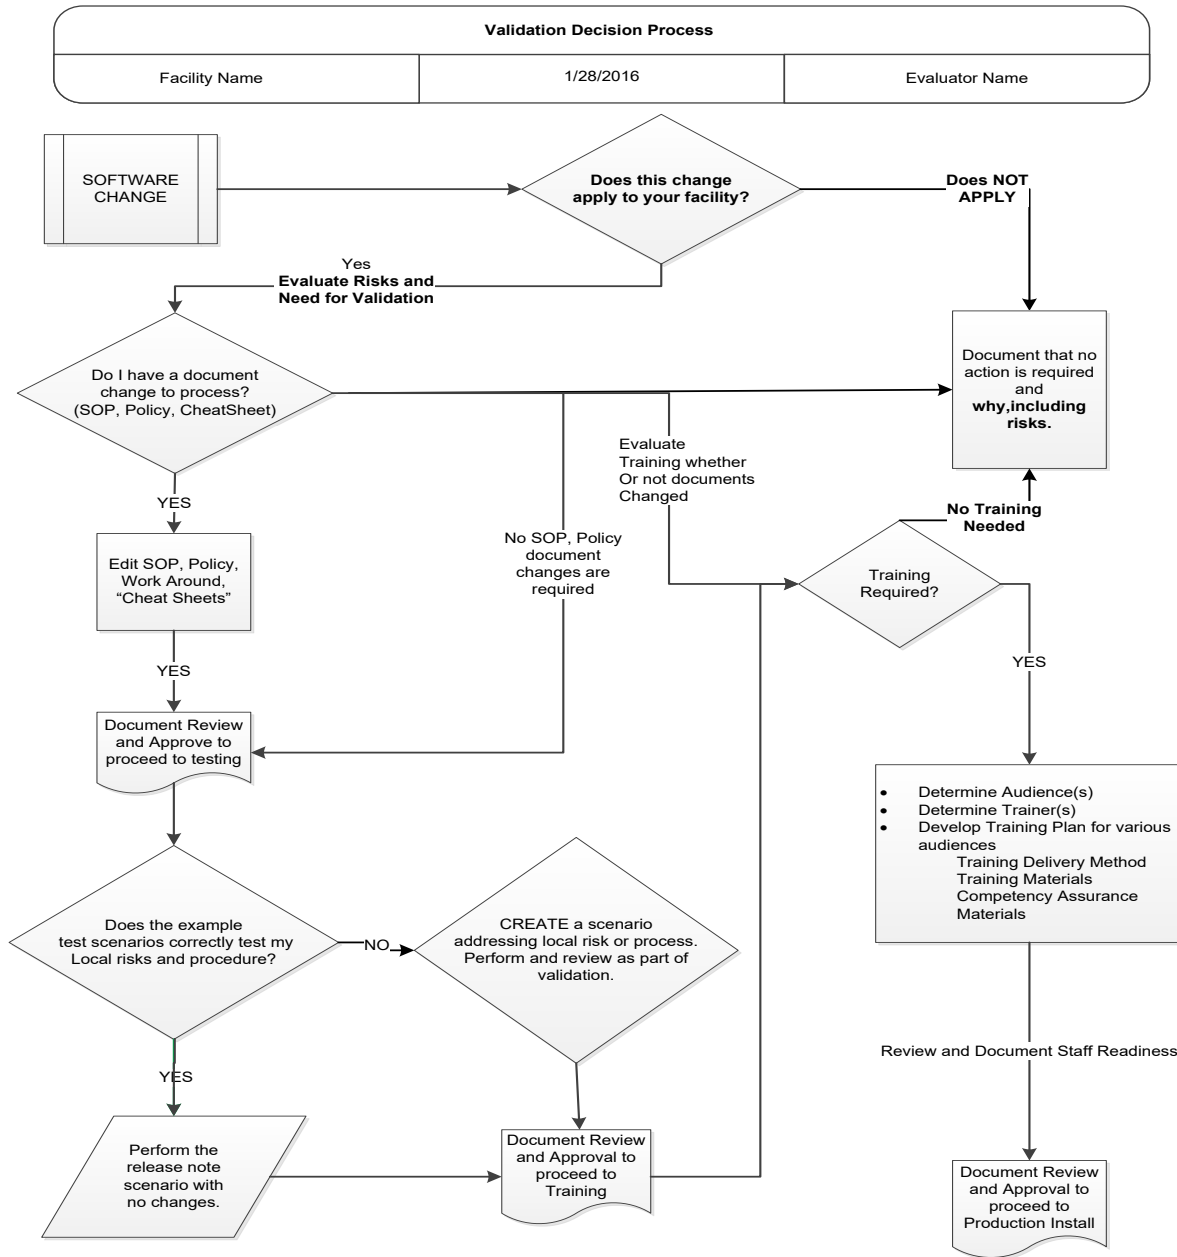 Validation Decision Process
Facility Name
1/28/2016
Evaluator Name
SOFTWARE
CHANGE
Does this change
apply to your facility?
Does NOT
APPLY
Yes
Evaluate Risks and
Need for Validation
Do I have a document
change to process?
(SOP, Policy, CheatSheet)
Document that no
action is required
and
why,including
risks.
Evaluate
Training whether
Or not documents
Changed
YES
No Training
Needed
Edit SOP, Policy,
Work Around,
“Cheat Sheets”
No SOP, Policy
document
changes are
required
Training
Required?
YES
YES
Document Review
and Approve to
proceed to testing
• Determine Audience(s)
• Determine Trainer(s)
• Develop Training Plan for various
audiences
Training Delivery Method
Training Materials
Competency Assurance
Materials
Does the example
test scenarios correctly test my
Local risks and procedure?
NO
CREATE a scenario
addressing local risk or process.
Perform and review as part of
validation.
Review and Document Staff Readiness
YES
Perform the
release note
scenario with
no changes.
Document Review
and Approval to
proceed to
Training
Document Review
and Approval to
proceed to
Production Install